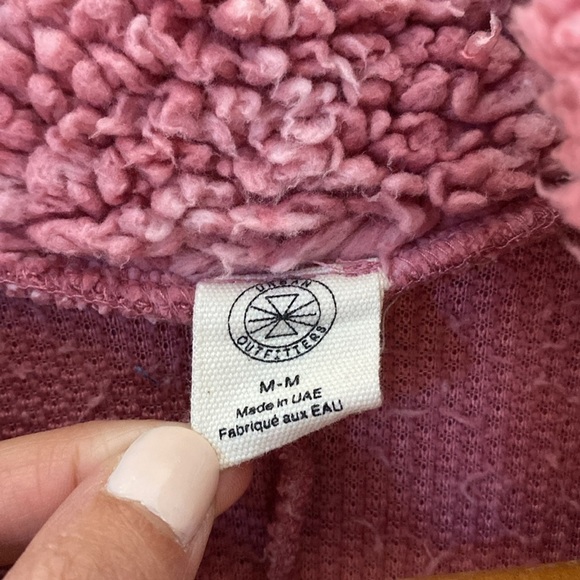 URBAN
OUTFITTERS
M-M
Made in UAE
Fabriqué aux EAU